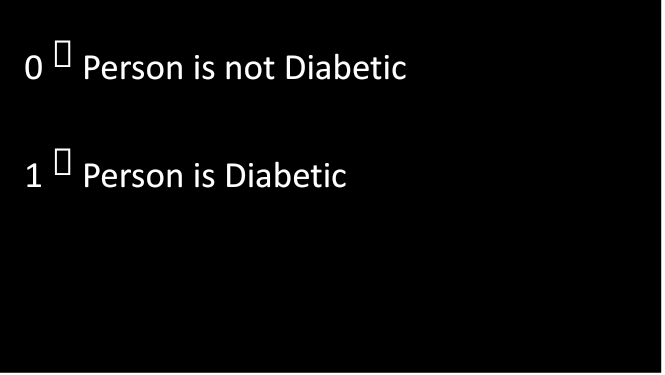 0 Person is not Diabetic
1 Person is Diabetic